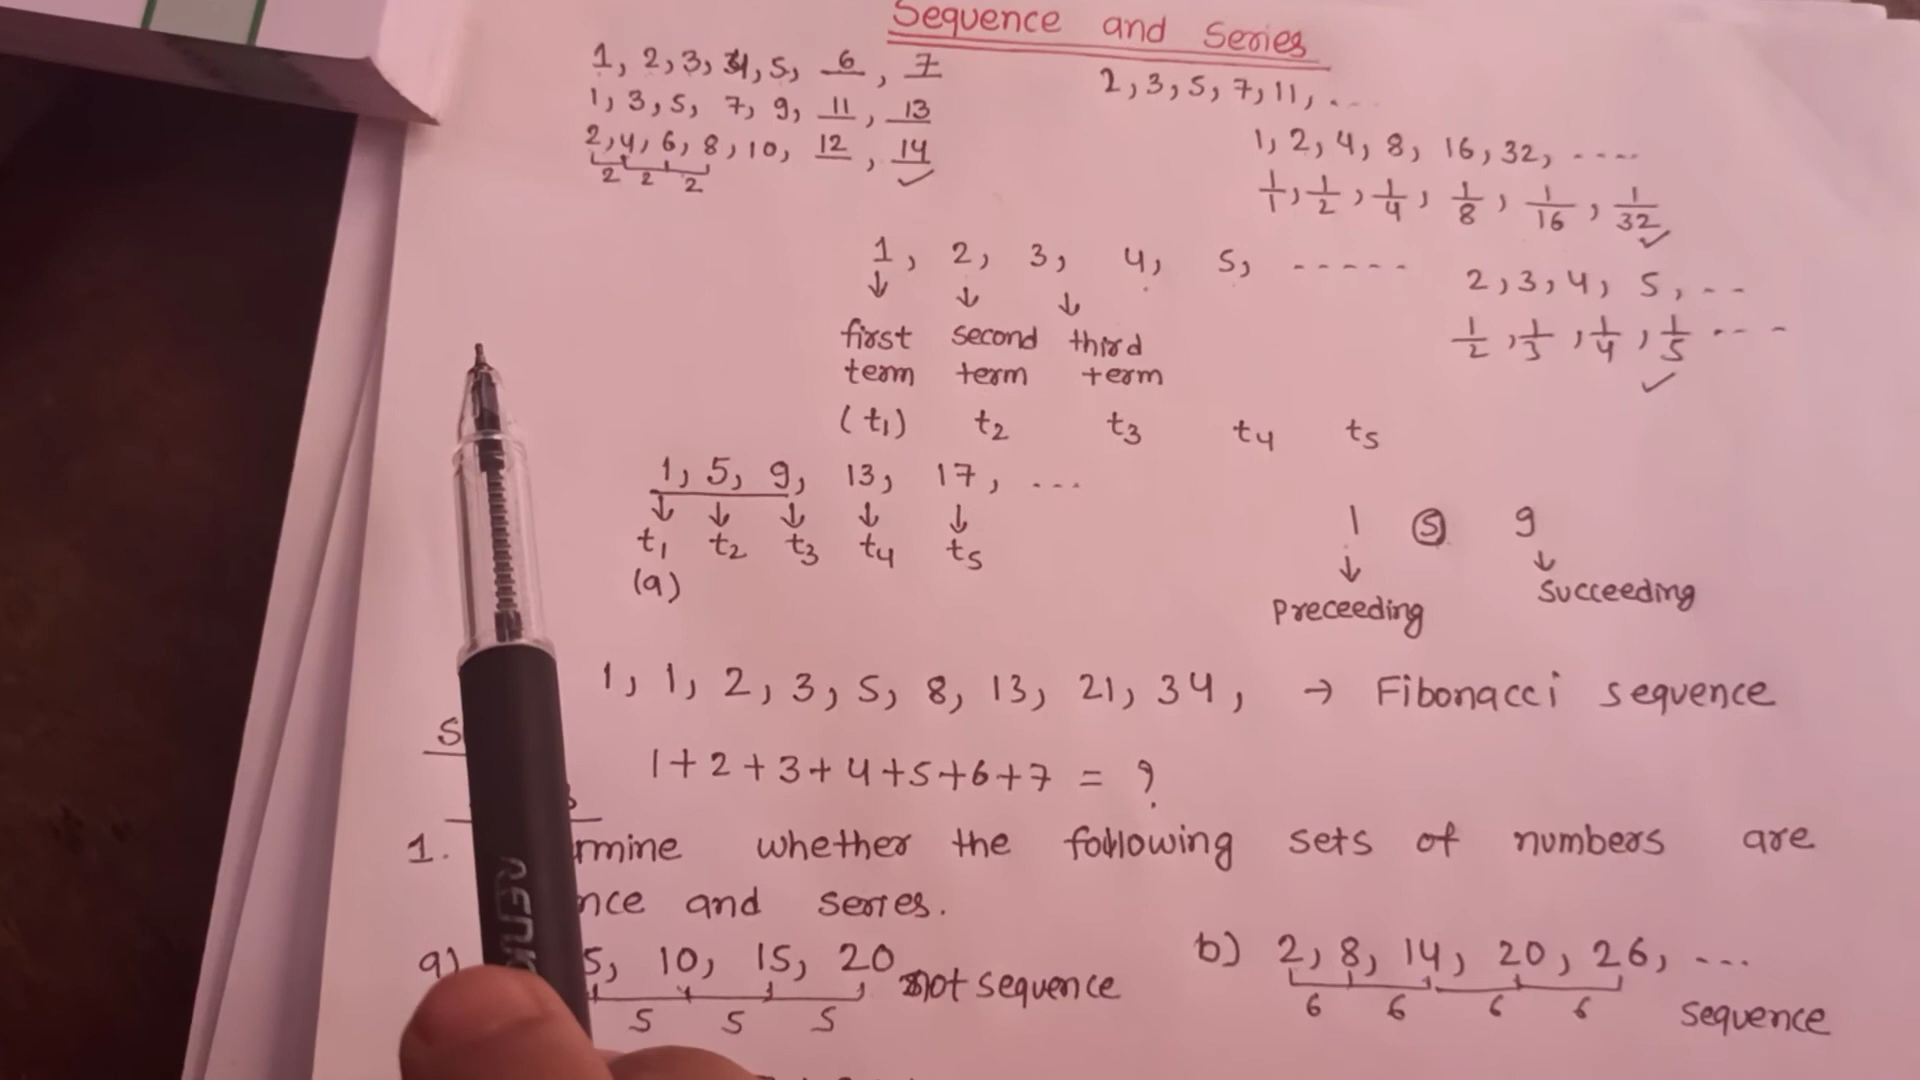 Sequence and Series
1, 2, 3, 4, 5, 6, 7
1, 3, 5, 7, 9, 11, 13
2, 4, 6, 8, 10, 12, 14 ✓
2 2 2
2, 3, 5, 7, 11, ...
1, 2, 4, 8, 16, 32, ....
1/1, 1/2, 1/4, 1/8, 1/16, 1/32 ✓
1, 2, 3, 4, 5, -----
↓ ↓ ↓
first second third
term term term
(t1) t2 t3 t4 t5
2, 3, 4, 5, ---
1/2, 1/3, 1/4, 1/5 ---
✓
1, 5, 9, 13, 17, ...
↓ ↓ ↓ ↓ ↓
t1 t2 t3 t4 t5
(a)
1 5 9
↓ ↓
Preceeding Succeeding
1, 1, 2, 3, 5, 8, 13, 21, 34, → Fibonacci sequence
1+2+3+4+5+6+7 = ?
1. rmine whether the following sets of numbers are
nce and series.
a) 5, 10, 15, 20 not sequence
5 5 5
b) 2, 8, 14, 20, 26, ...
6 6 6 6 sequence
RENK